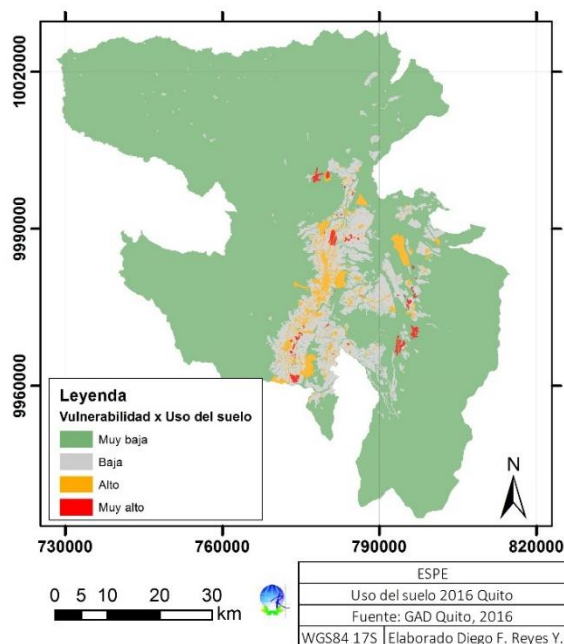 10020000
9990000
9960000
Leyenda
Vulnerabilidad x Uso del suelo
Muy baja
Baja
Alto
Muy alto
N
730000
760000
790000
820000
0 5 10 20 30
km
ESPE
Uso del suelo 2016 Quito
Fuente: GAD Quito, 2016
WGS84 17S Elaborado Diego F. Reyes Y.